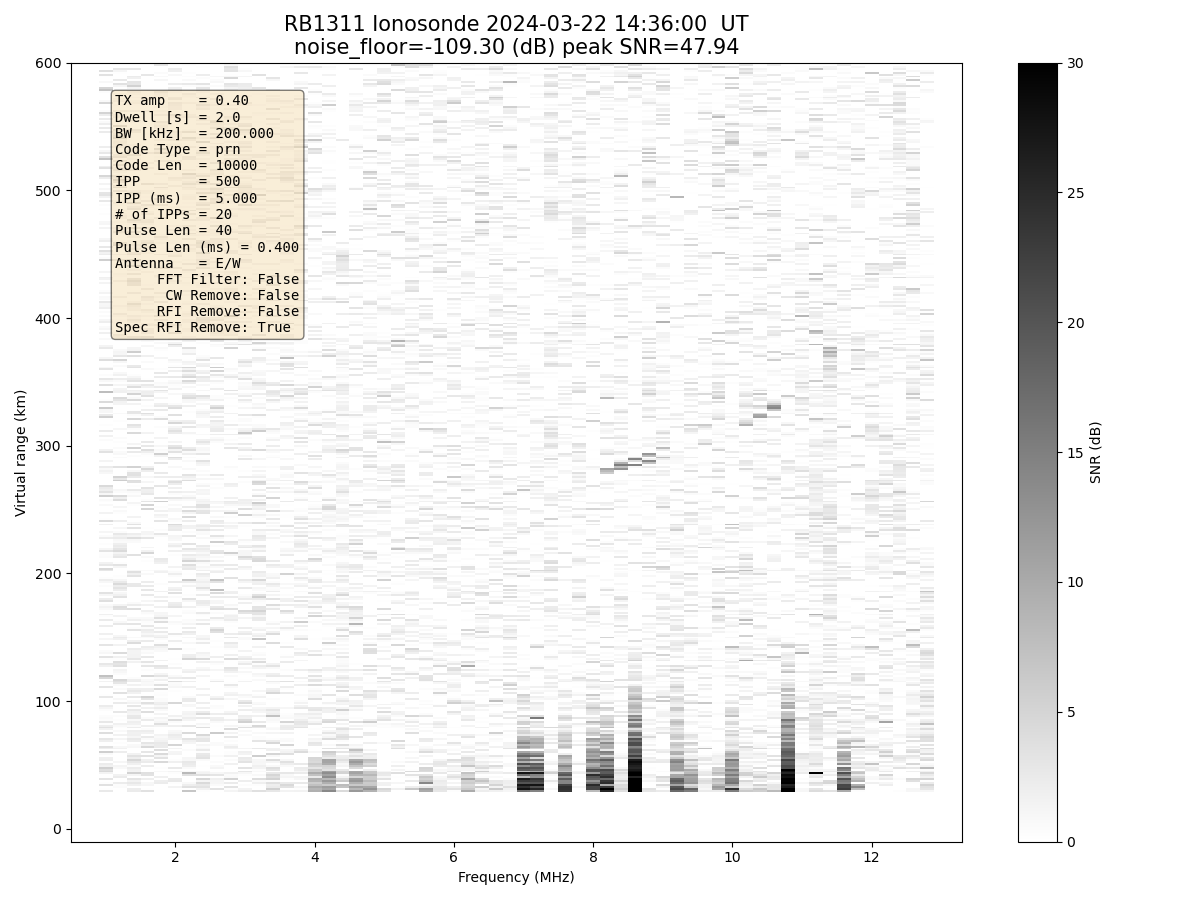 RB1311 Ionosonde 2024-03-22 14:36:00  UT
noise_floor=-109.30 (dB) peak SNR=47.94
TX amp    = 0.40
Dwell [s] = 2.0
BW [kHz]  = 200.000
Code Type = prn
Code Len  = 10000
IPP       = 500
IPP (ms)  = 5.000
# of IPPs = 20
Pulse Len = 40
Pulse Len (ms) = 0.400
Antenna   = E/W
FFT Filter: False
CW Remove: False
RFI Remove: False
Spec RFI Remove: True
Virtual range (km)
600
500
400
300
200
100
0
2
4
6
8
10
12
Frequency (MHz)
30
25
20
15
10
5
0
SNR (dB)